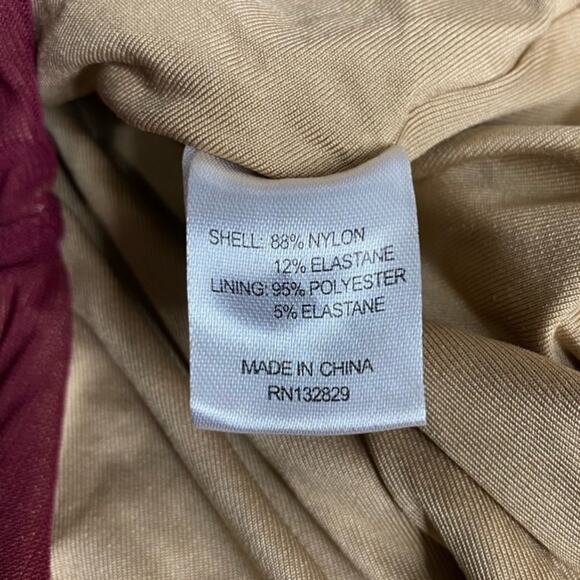 SHELL: 88% NYLON
12% ELASTANE
LINING: 95% POLYESTER
5% ELASTANE
MADE IN CHINA
RN132829